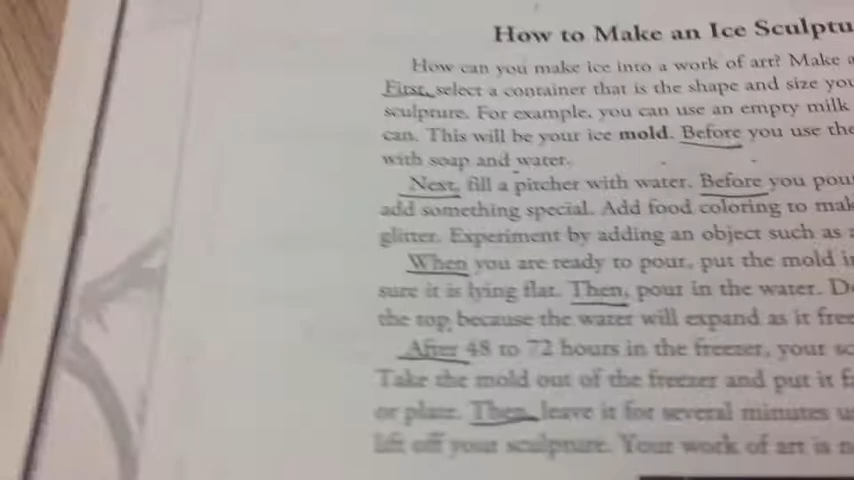 How to Make an Ice Sculptu
How can you make ice into a work of art? Make a
First, select a container that is the shape and size you
sculpture. For example, you can use an empty milk
can. This will be your ice mold. Before you use the
with soap and water.
Next, fill a pitcher with water. Before you pou
add something special. Add food coloring to mak
glitter. Experiment by adding an object such as a
When you are ready to pour, put the mold in
sure it is lying flat. Then, pour in the water. D
the top because the water will expand as it free
After 48 to 72 hours in the freezer, your sc
Take the mold out of the freezer and put it f
or plate. Then leave it for several minutes u
lift off your sculpture. Your work of art is n